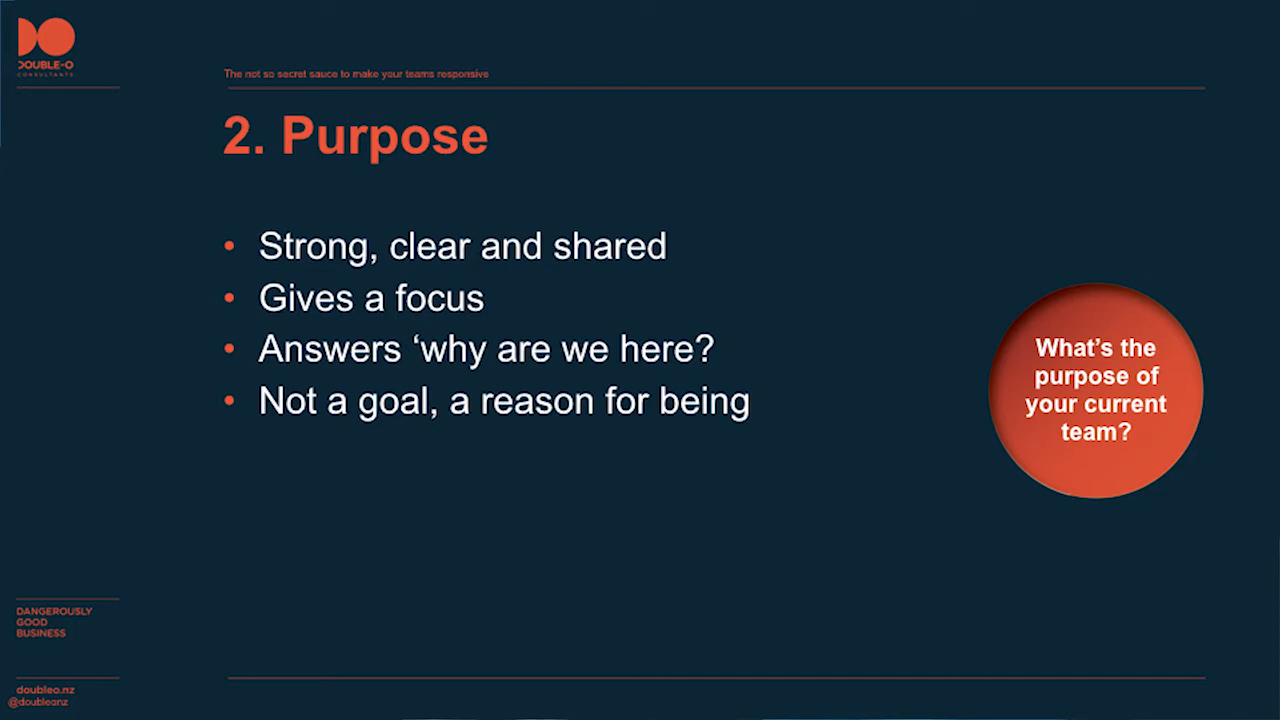 DOUBLE-O
CONSULTANTS
The not so secret sauce to make your teams responsive
2. Purpose
• Strong, clear and shared
• Gives a focus
• Answers ‘why are we here?
• Not a goal, a reason for being
What’s the
purpose of
your current
team?
DANGEROUSLY
GOOD
BUSINESS
doubleo.nz
@doubleonz